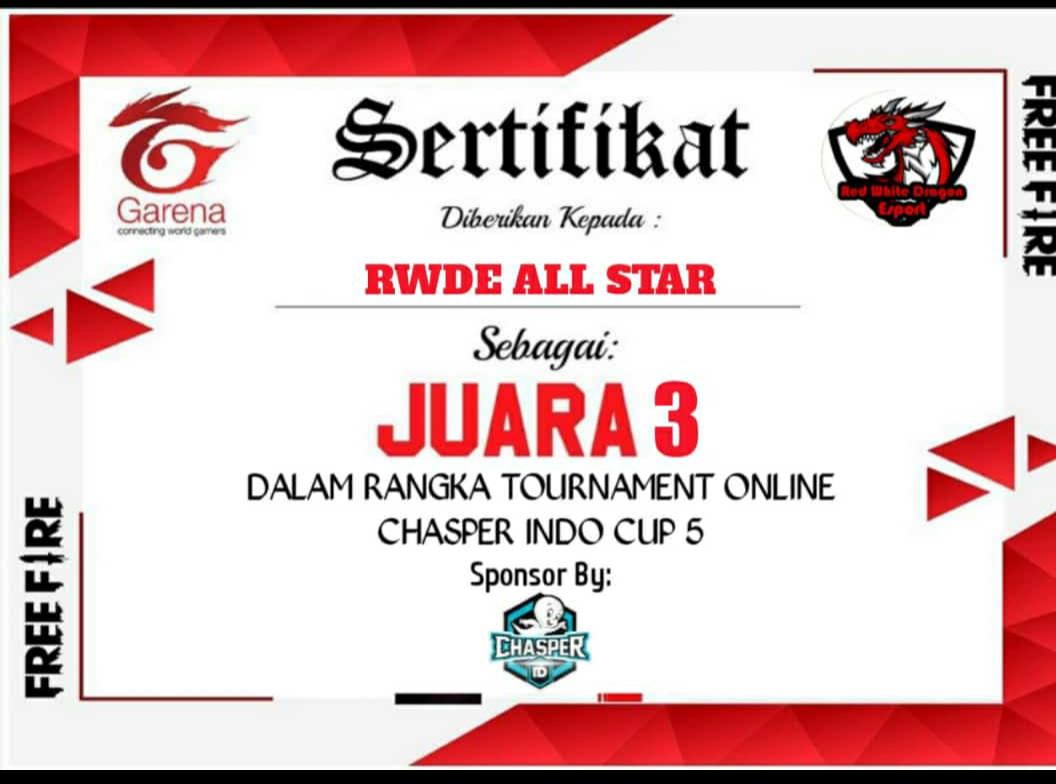 Sertifikat
Garena
connecting world gamers
Red White Dragon
Esport
Diberikan Kepada :
RWDE ALL STAR
Sebagai:
JUARA 3
DALAM RANGKA TOURNAMENT ONLINE
CHASPER INDO CUP 5
Sponsor By:
CHASPER
ID
FREE FIRE
FREE FIRE